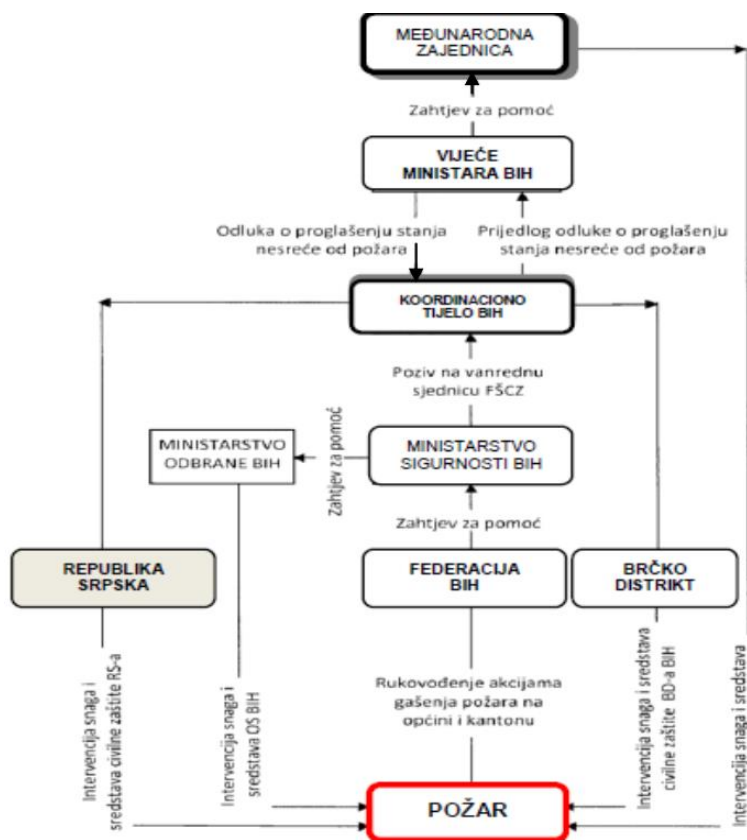 MEĐUNARODNA
ZAJEDNICA
Zahtjev za pomoć
VIJEĆE
MINISTARA BIH
Odluka o proglašenju stanja
nesreće od požara
Prijedlog odluke o proglašenju
stanja nesreće od požara
KOORDINACIONO
TIJELO BIH
Poziv na vanrednu
sjednicu FŠCZ
MINISTARSTVO
ODBRANE BIH
Zahtjev za pomoć
MINISTARSTVO
SIGURNOSTI BIH
Zahtjev za pomoć
REPUBLIKA
SRPSKA
FEDERACIJA
BIH
BRČKO
DISTRIKT
Intervencija snaga i
sredstava civilne zaštite RS-a
Intervencija snaga i
sredstava OS BIH
Rukovođenje akcijama
gašenja požara na
općini i kantonu
Intervencija snaga i sredstava
civilne zaštite BD-a BIH
Intervencija snaga i sredstava
POŽAR